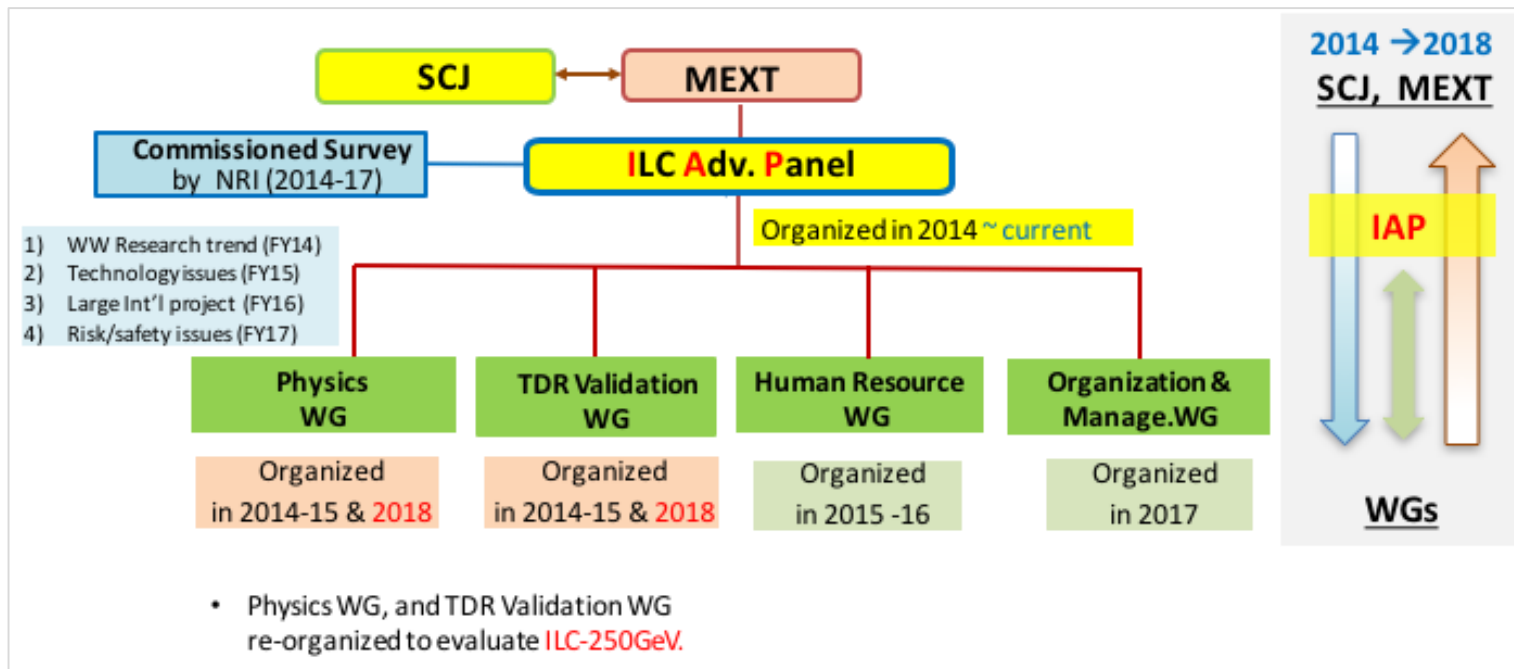 SCJ
MEXT
Commissioned Survey
by NRI (2014-17)
ILC Adv. Panel
Organized in 2014 ~ current
1) WW Research trend (FY14)
2) Technology issues (FY15)
3) Large Int'l project (FY16)
4) Risk/safety issues (FY17)
Physics
WG
TDR Validation
WG
Human Resource
WG
Organization &
Manage.WG
Organized
in 2014-15 & 2018
Organized
in 2014-15 & 2018
Organized
in 2015 -16
Organized
in 2017
• Physics WG, and TDR Validation WG
re-organized to evaluate ILC-250GeV.
2014 →2018
SCJ, MEXT
IAP
WGs